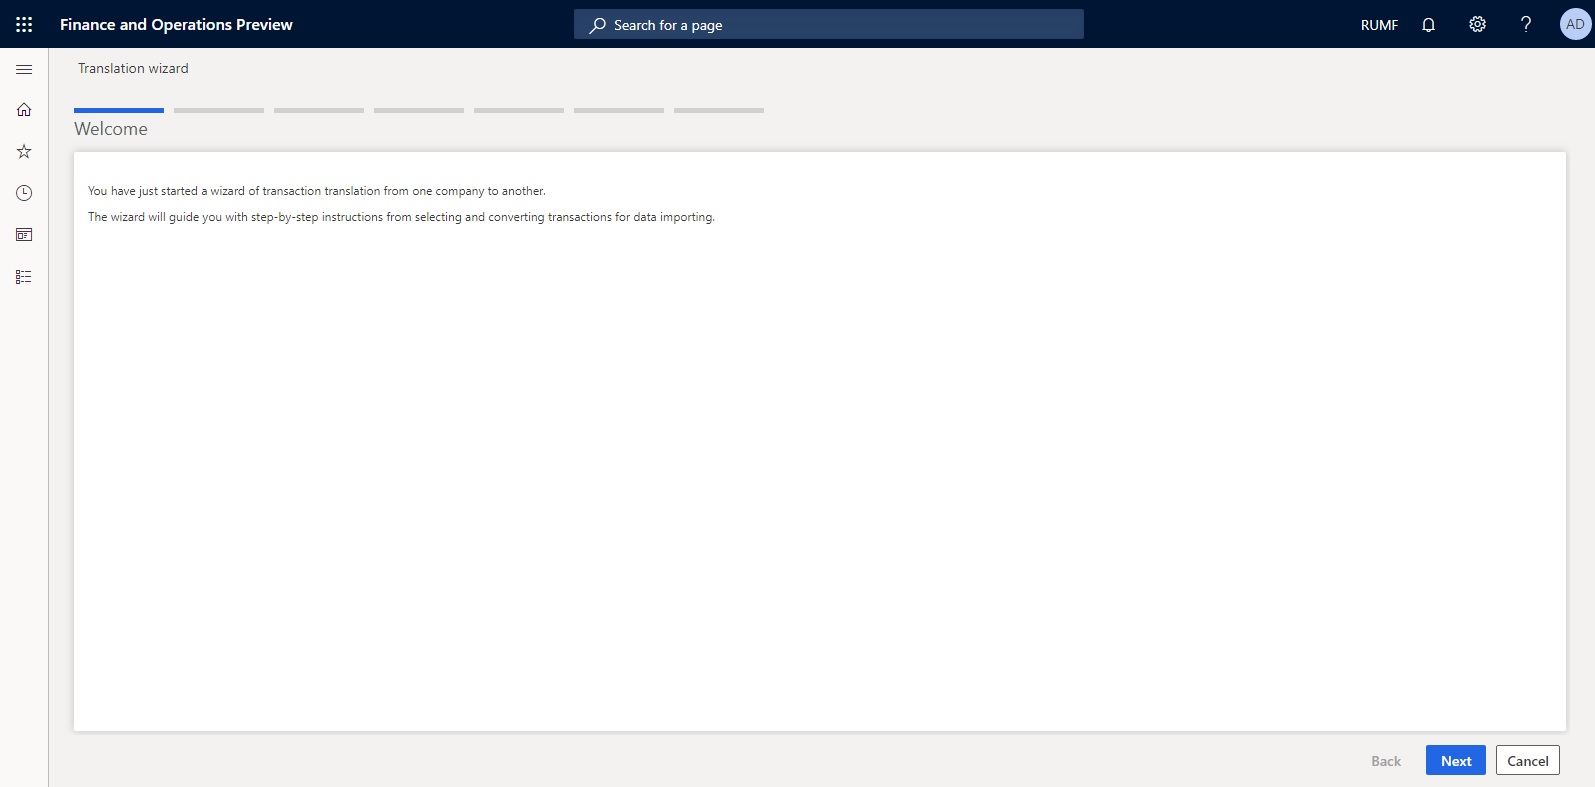 Finance and Operations Preview
Search for a page
RUMF
?
AD
Translation wizard
Welcome
You have just started a wizard of transaction translation from one company to another.
The wizard will guide you with step-by-step instructions from selecting and converting transactions for data importing.
Back
Next
Cancel